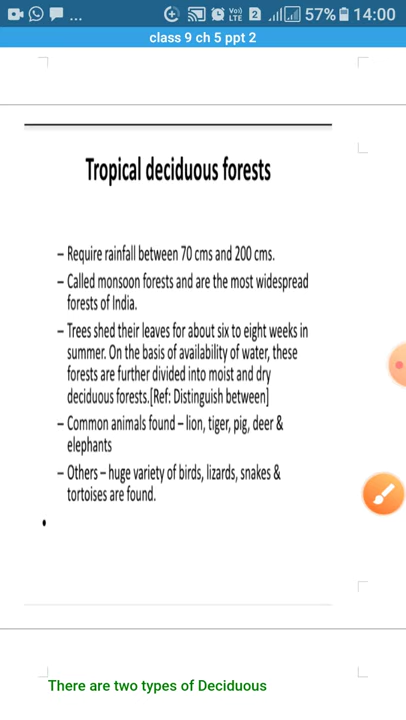 ... Vo) LTE 2 57% 14:00
class 9 ch 5 ppt 2
Tropical deciduous forests
– Require rainfall between 70 cms and 200 cms.
– Called monsoon forests and are the most widespread
forests of India.
– Trees shed their leaves for about six to eight weeks in
summer. On the basis of availability of water, these
forests are further divided into moist and dry
deciduous forests.[Ref: Distinguish between]
– Common animals found – lion, tiger, pig, deer &
elephants
– Others – huge variety of birds, lizards, snakes &
tortoises are found.
•
There are two types of Deciduous